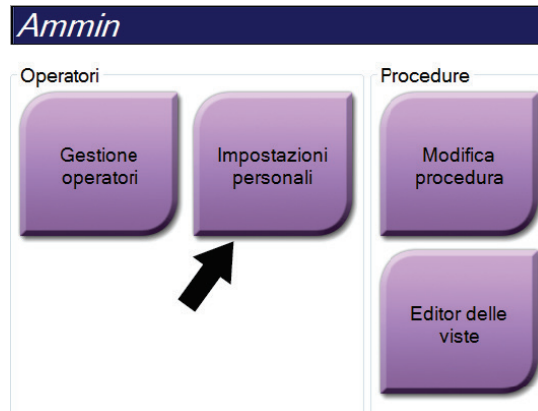 Ammin
Operatori
Gestione
operatori
Impostazioni
personali
Procedure
Modifica
procedura
Editor delle
viste